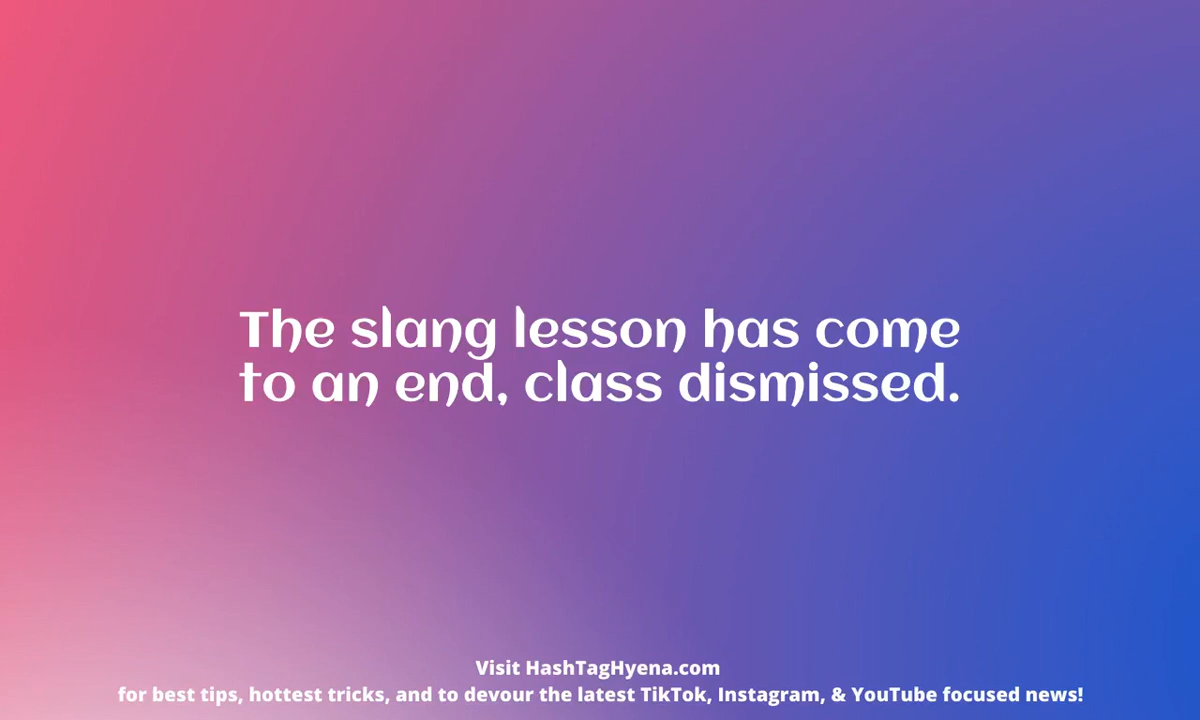 The slang lesson has come
to an end, class dismissed.
Visit HashTagHyena.com
for best tips, hottest tricks, and to devour the latest TikTok, Instagram, & YouTube focused news!